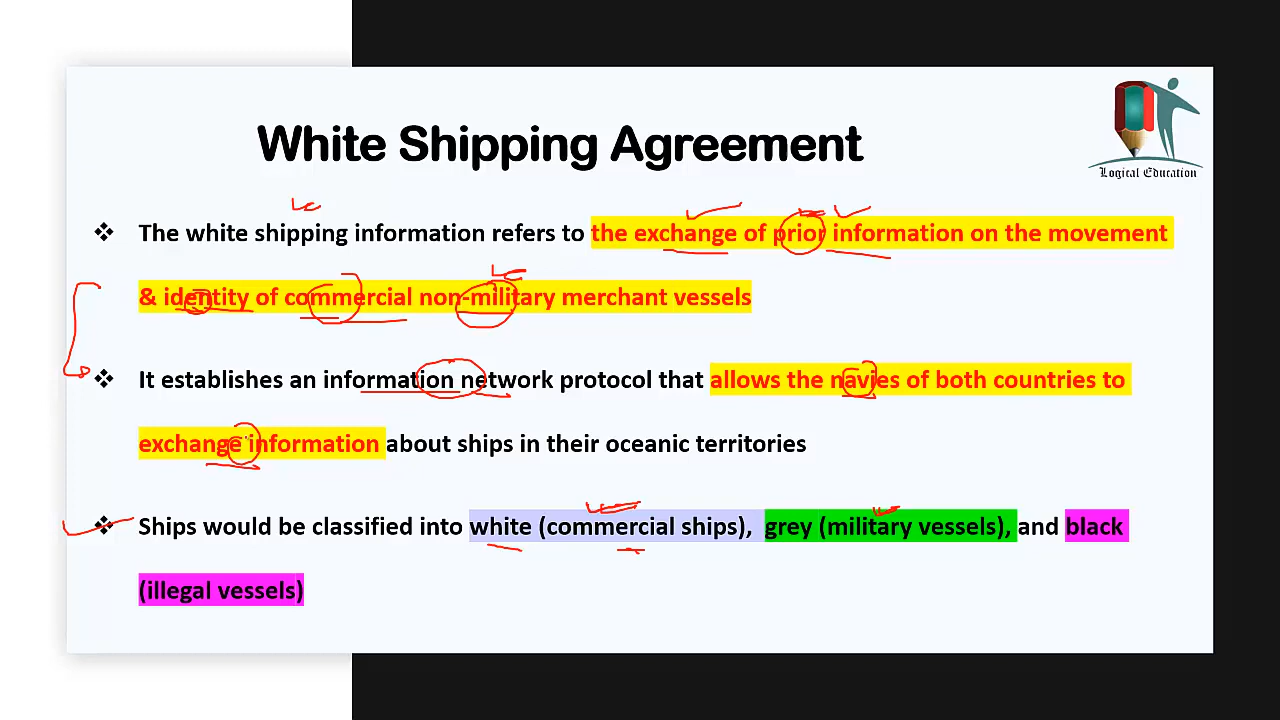 White Shipping Agreement
Logical Education
❖ The white shipping information refers to the exchange of prior information on the movement
& identity of commercial non-military merchant vessels
❖ It establishes an information network protocol that allows the navies of both countries to
exchange information about ships in their oceanic territories
❖ Ships would be classified into white (commercial ships), grey (military vessels), and black
(illegal vessels)